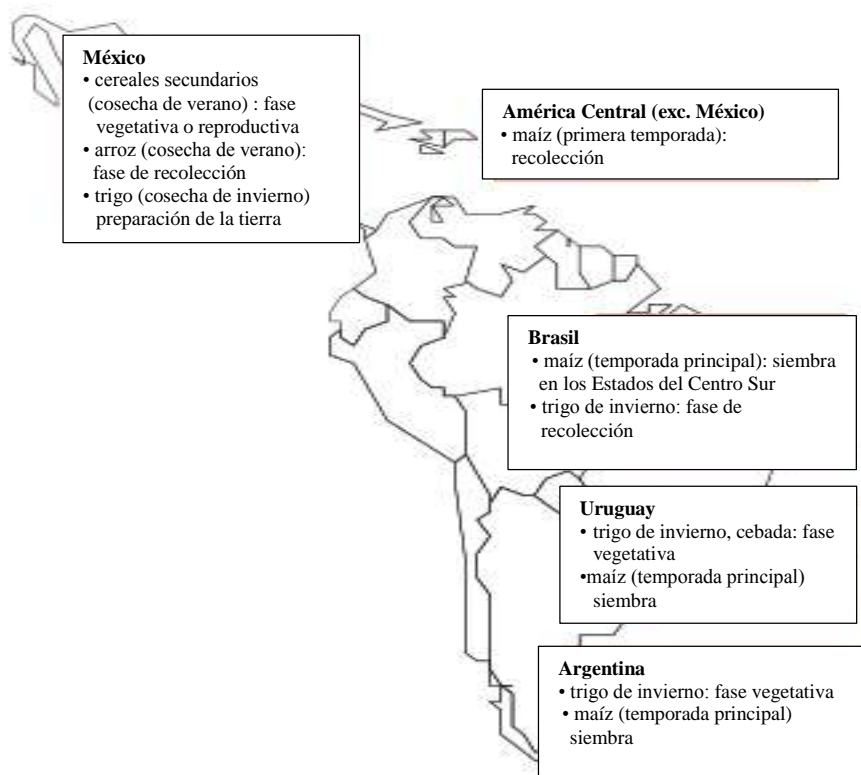 México
• cereales secundarios
(cosecha de verano) : fase
vegetativa o reproductiva
• arroz (cosecha de verano):
fase de recolección
• trigo (cosecha de invierno)
preparación de la tierra
América Central (exc. México)
• maíz (primera temporada):
recolección
Brasil
• maíz (temporada principal): siembra
en los Estados del Centro Sur
• trigo de invierno: fase de
recolección
Uruguay
• trigo de invierno, cebada: fase
vegetativa
•maíz (temporada principal)
siembra
Argentina
• trigo de invierno: fase vegetativa
• maíz (temporada principal)
siembra